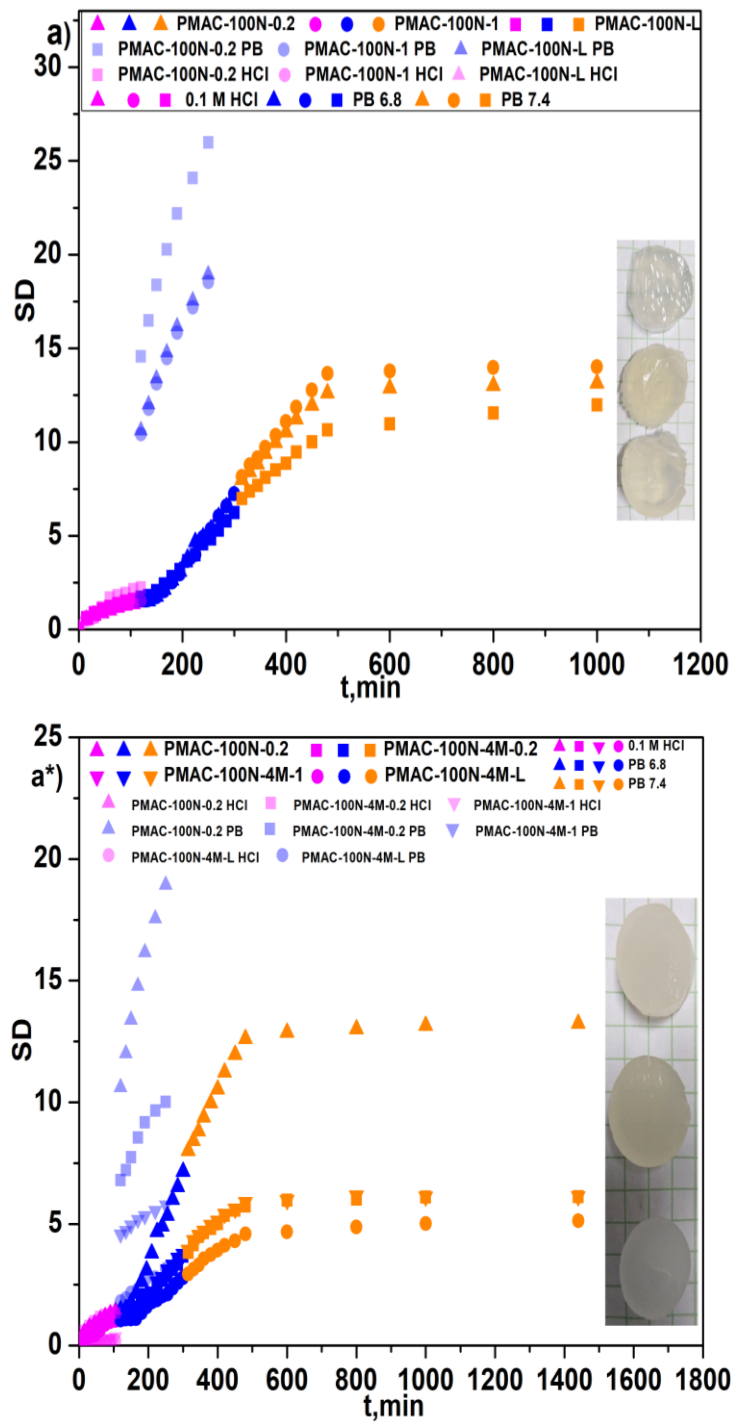 a)
PMAC-100N-0.2 PMAC-100N-1 PMAC-100N-L
PMAC-100N-0.2 PB PMAC-100N-1 PB PMAC-100N-L PB
PMAC-100N-0.2 HCl PMAC-100N-1 HCl PMAC-100N-L HCl
0.1 M HCl PB 6.8 PB 7.4
30
25
20
15
10
5
0
SD
0 200 400 600 800 1000 1200
t,min
25
a*)
PMAC-100N-0.2 PMAC-100N-4M-0.2 0.1 M HCl
PMAC-100N-4M-1 PMAC-100N-4M-L PB 6.8
PB 7.4
PMAC-100N-0.2 HCl PMAC-100N-4M-0.2 HCl PMAC-100N-4M-1 HCl
PMAC-100N-0.2 PB PMAC-100N-4M-0.2 PB PMAC-100N-4M-1 PB
PMAC-100N-4M-L HCl PMAC-100N-4M-L PB
20
15
10
5
0
SD
0 200 400 600 800 1000 1200 1400 1600 1800
t,min